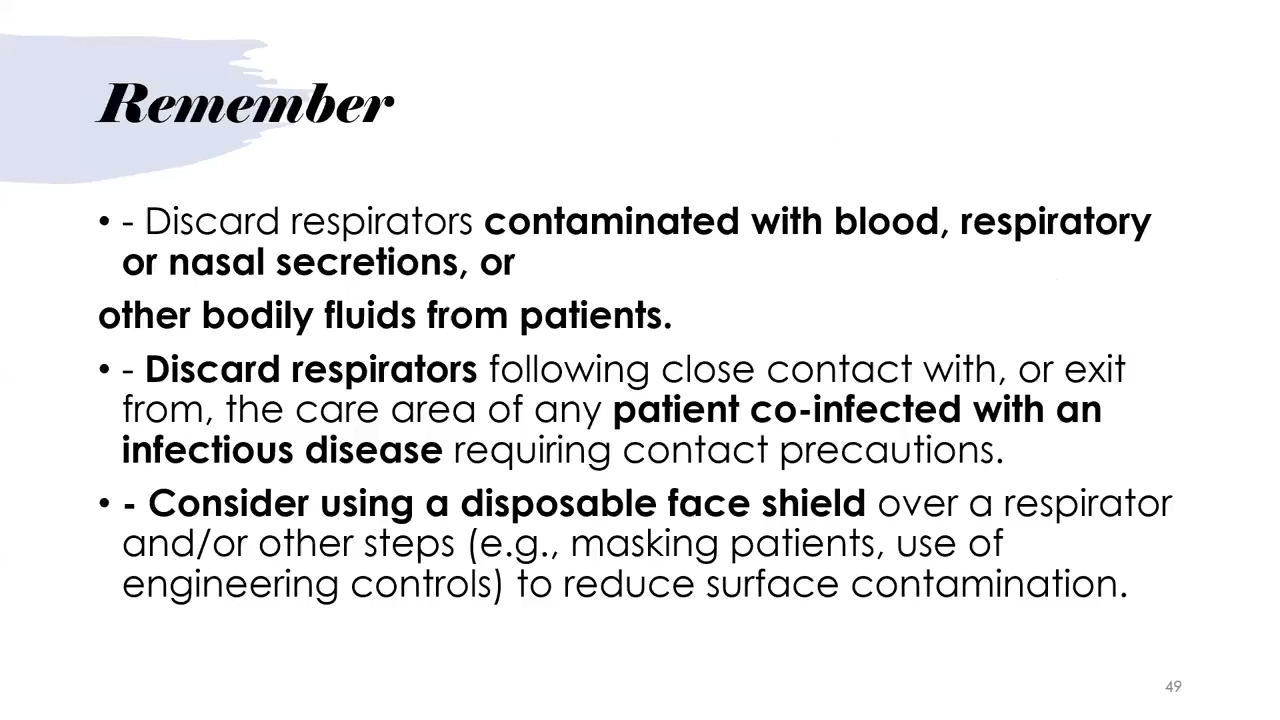 Remember
• - Discard respirators contaminated with blood, respiratory
or nasal secretions, or
other bodily fluids from patients.
• - Discard respirators following close contact with, or exit
from, the care area of any patient co-infected with an
infectious disease requiring contact precautions.
• - Consider using a disposable face shield over a respirator
and/or other steps (e.g., masking patients, use of
engineering controls) to reduce surface contamination.
49